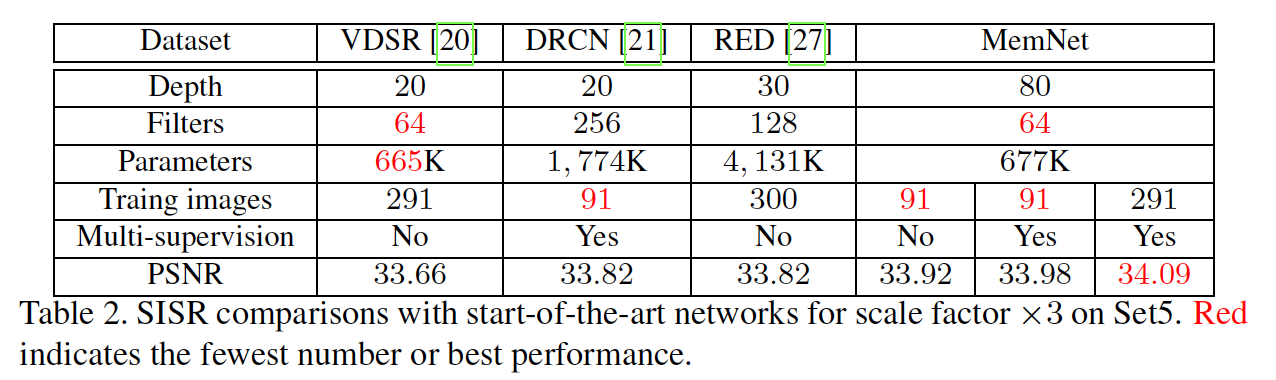 Dataset VDSR [20] DRCN [21] RED [27] MemNet
Depth 20 20 30 80
Filters 64 256 128 64
Parameters 665K 1,774K 4,131K 677K
Traing images 291 91 300 91 91 291
Multi-supervision No Yes No No Yes Yes
PSNR 33.66 33.82 33.82 33.92 33.98 34.09
Table 2. SISR comparisons with start-of-the-art networks for scale factor ×3 on Set5. Red
indicates the fewest number or best performance.